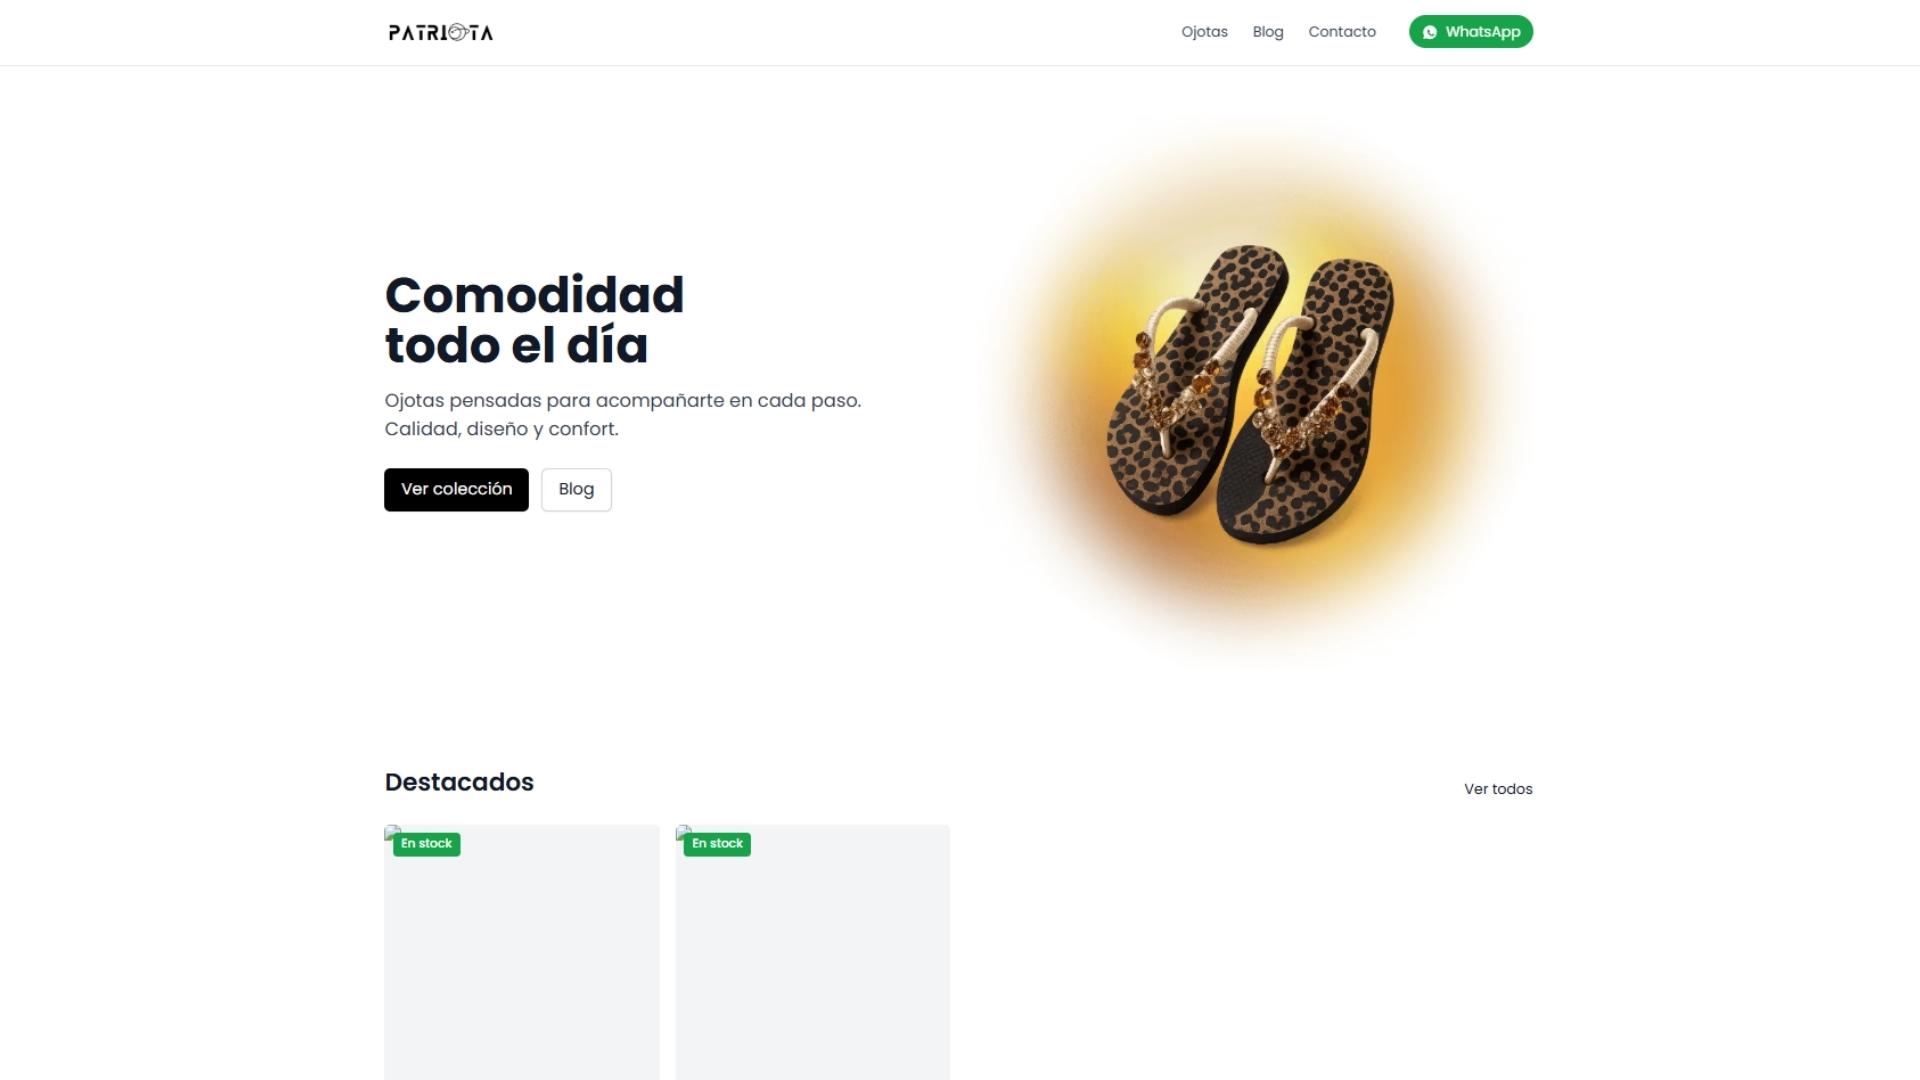 PATRIOTA
Ojotas
Blog
Contacto
WhatsApp
Comodidad
todo el día
Ojotas pensadas para acompañarte en cada paso.
Calidad, diseño y confort.
Ver colección
Blog
Destacados
Ver todos
En stock
En stock